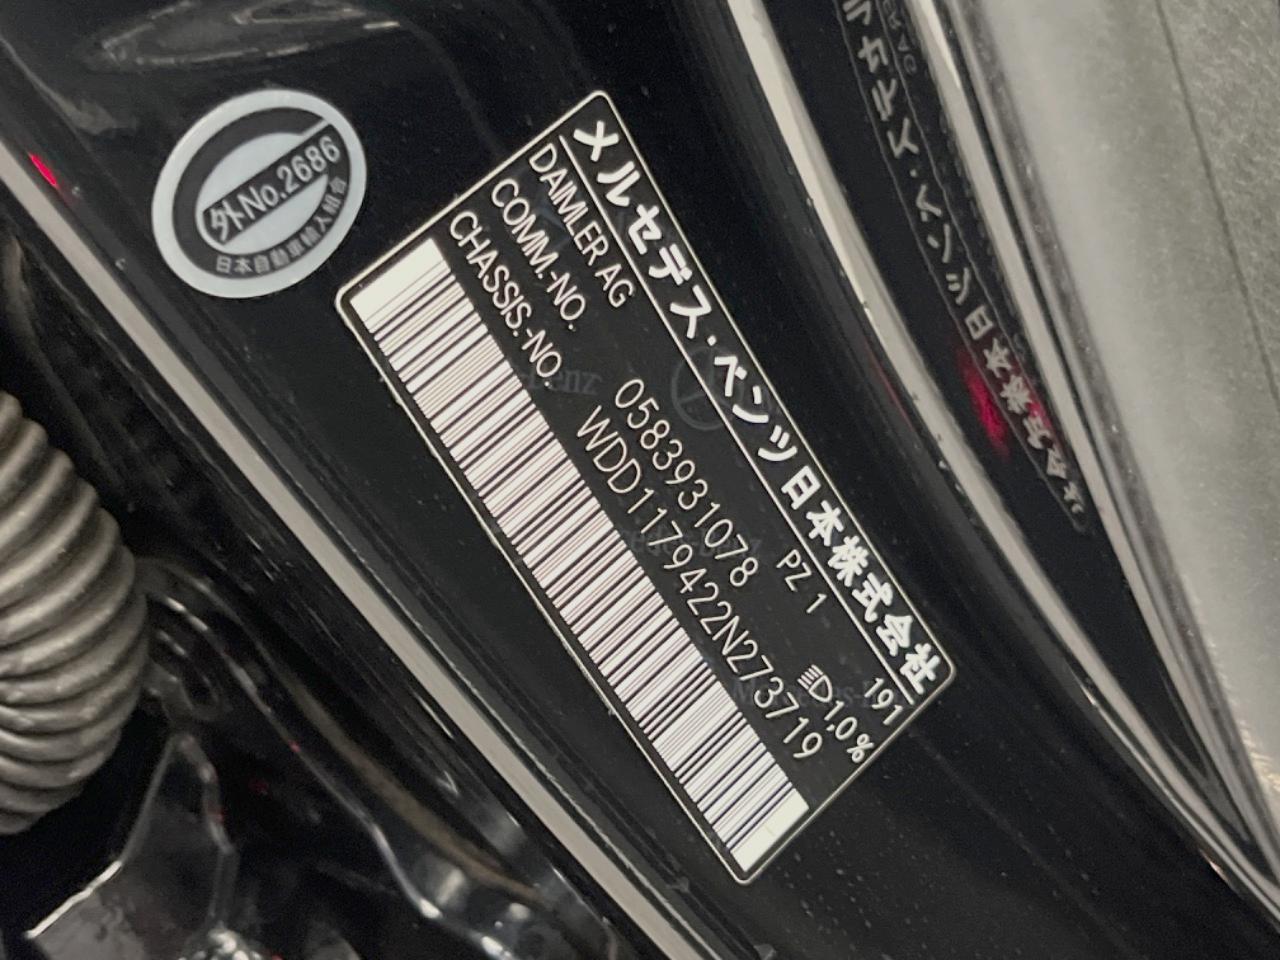 外No.2686
日本自動車輸入組合
メルセデス・ベンツ日本株式会社
DAIMLER AG 191
COMM.-NO. 0583931078 PZ 1 1.0%
CHASSIS.-NO WDD1179422N273719